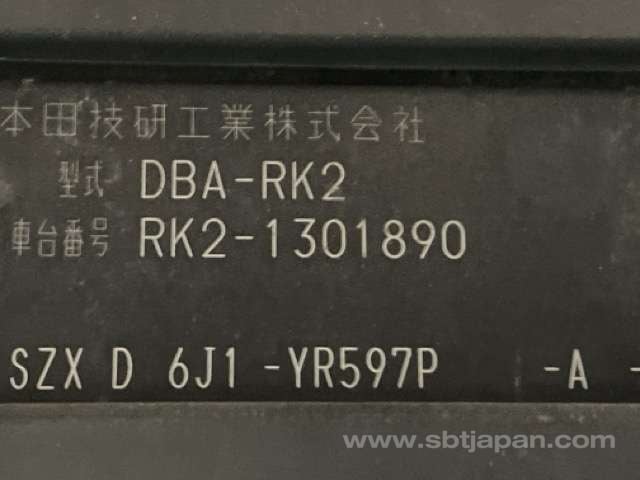 本田技研工業株式会社
型式 DBA-RK2
車台番号 RK2-1301890
SZX D 6J1 -YR597P -A -
www.sbtjapan.com